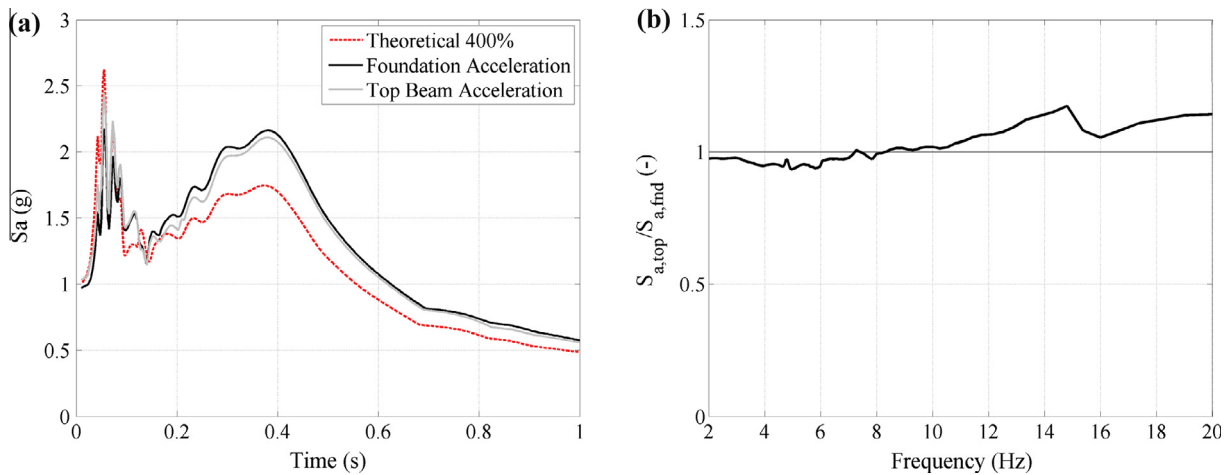 (a)
3
2.5
2
1.5
1
0.5
0
Sa (g)
Theoretical 400%
Foundation Acceleration
Top Beam Acceleration
0 0.2 0.4 0.6 0.8 1
Time (s)
(b)
1.5
1
0.5
0
S_a,top/S_a,fnd (-)
2 4 6 8 10 12 14 16 18 20
Frequency (Hz)